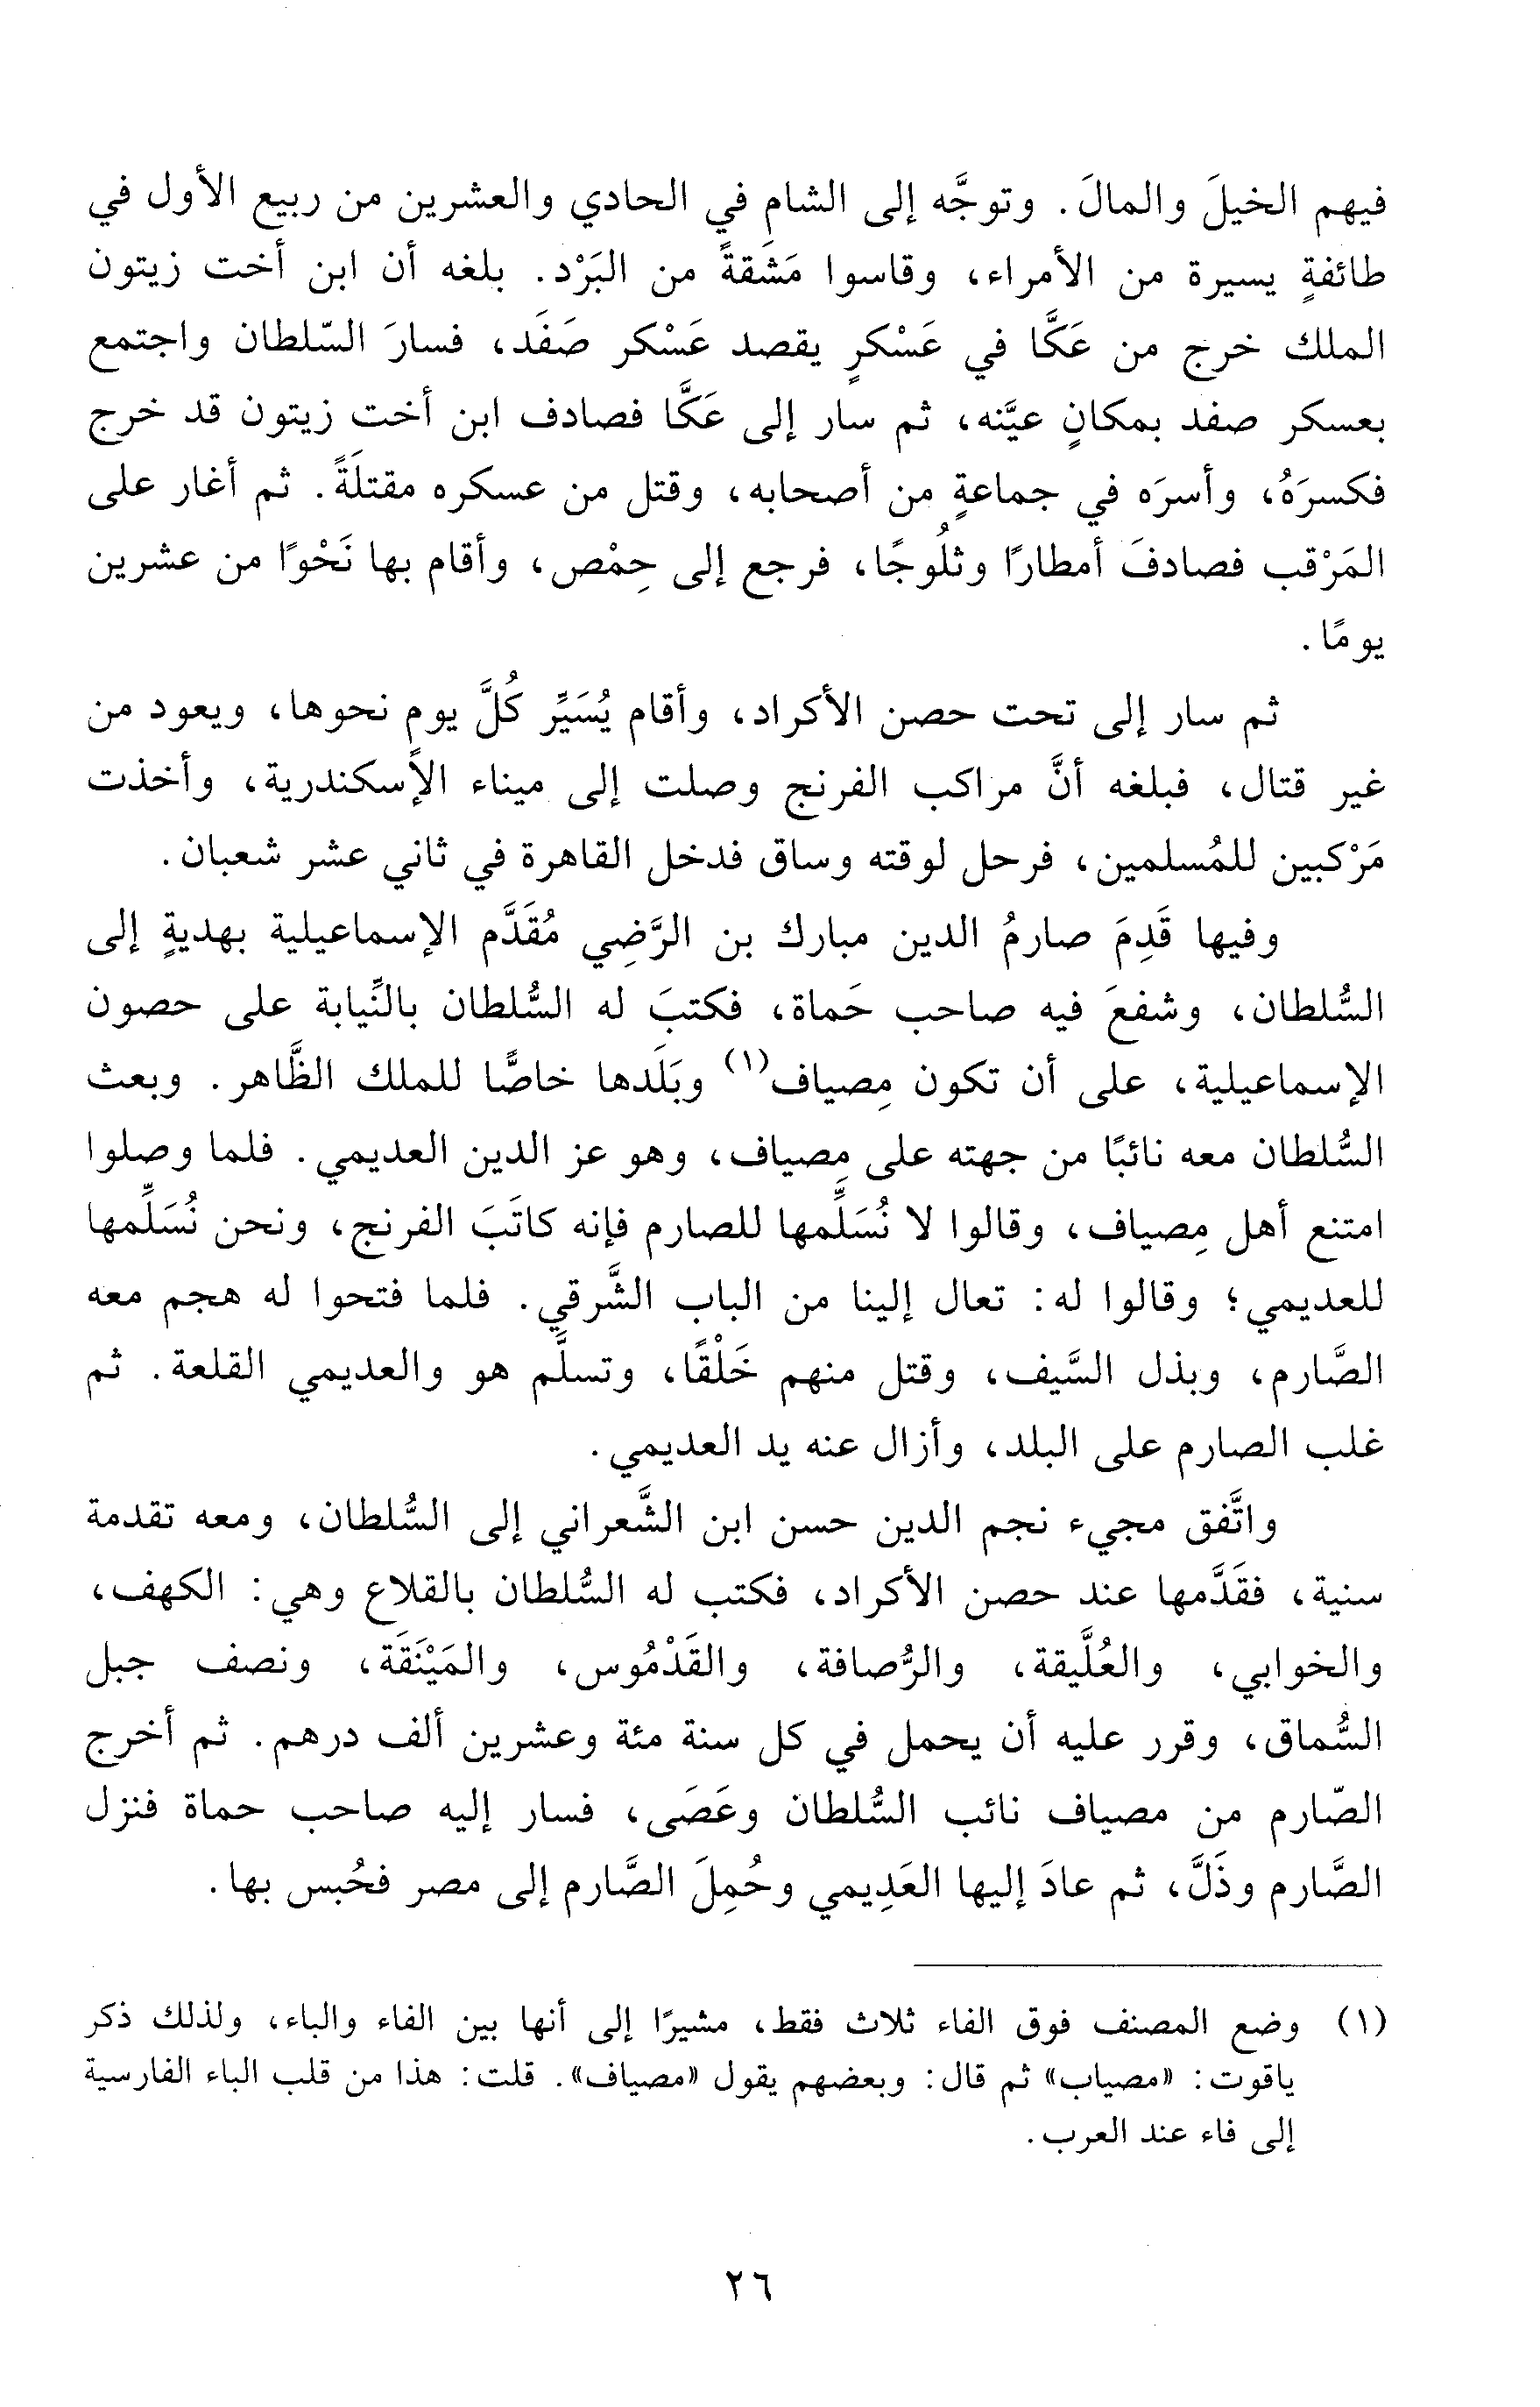 فيهم الخيلَ والمالَ. وتوجَّه إلى الشام في الحادي والعشرين من ربيع الأول في
طائفةٍ يسيرة من الأمراء، وقاسوا مَشَقةً من البَرْد. بلغه أن ابن أخت زيتون
الملك خرج من عَكَّا في عَسْكرٍ يقصد عَسْكر صَفَد، فسارَ السّلطان واجتمع
بعسكر صفد بمكانٍ عيَّنه، ثم سار إلى عَكَّا فصادف ابن أخت زيتون قد خرج
فكسرَهُ، وأسرَه في جماعةٍ من أصحابه، وقتل من عسكره مقتلَةً. ثم أغار على
المَرْقب فصادفَ أمطارًا وثلُوجًا، فرجع إلى حِمْص، وأقام بها نَحْوًا من عشرين
يومًا.
ثم سار إلى تحت حصن الأكراد، وأقام يُسَيِّر كُلَّ يوم نحوها، ويعود من
غير قتال، فبلغه أنَّ مراكب الفرنج وصلت إلى ميناء الإسكندرية، وأخذت
مَرْكبين للمُسلمين، فرحل لوقته وساق فدخل القاهرة في ثاني عشر شعبان.
وفيها قَدِمَ صارمُ الدين مبارك بن الرَّضِي مُقَدَّم الإسماعيلية بهديةٍ إلى
السُّلطان، وشفعَ فيه صاحب حَماة، فكتبَ له السُّلطان بالنِّيابة على حصون
الإسماعيلية، على أن تكون مِصياف(١) وبَلَدها خاصًّا للملك الظَّاهر. وبعث
السُّلطان معه نائبًا من جهته على مِصياف، وهو عز الدين العديمي. فلما وصلوا
امتنع أهل مِصياف، وقالوا لا نُسَلِّمها للصارم فإنه كاتَبَ الفرنج، ونحن نُسَلِّمها
للعديمي؛ وقالوا له: تعال إلينا من الباب الشَّرقي. فلما فتحوا له هجم معه
الصَّارم، وبذل السَّيف، وقتل منهم خَلْقًا، وتسلَّم هو والعديمي القلعة. ثم
غلب الصارم على البلد، وأزال عنه يد العديمي.
واتَّفق مجيء نجم الدين حسن ابن الشَّعراني إلى السُّلطان، ومعه تقدمة
سنية، فقَدَّمها عند حصن الأكراد، فكتب له السُّلطان بالقلاع وهي: الكهف،
والخوابي، والعُلَّيقة، والرُّصافة، والقَدْمُوس، والمَيْنَقَة، ونصف جبل
السُّماق، وقرر عليه أن يحمل في كل سنة مئة وعشرين ألف درهم. ثم أخرج
الصّارم من مصياف نائب السُّلطان وعَصَى، فسار إليه صاحب حماة فنزل
الصَّارم وذَلَّ، ثم عادَ إليها العَدِيمي وحُمِلَ الصَّارم إلى مصر فحُبس بها.
(١) وضع المصنف فوق الفاء ثلاث فقط، مشيرًا إلى أنها بين الفاء والباء، ولذلك ذكر
ياقوت: «مصياب» ثم قال: وبعضهم يقول «مصياف». قلت: هذا من قلب الباء الفارسية
إلى فاء عند العرب.
٢٦